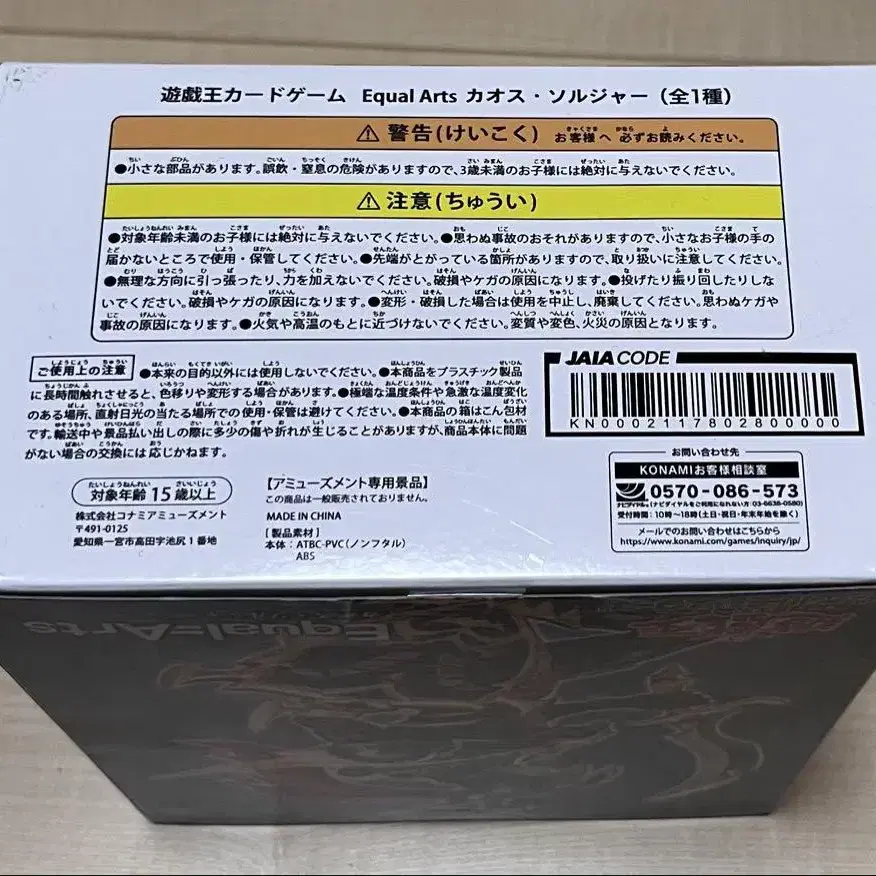 遊戯王カードゲーム Equal Arts カオス・ソルジャー（全1種）
⚠ 警告(けいこく) お客様へ 必ずお読みください。
●小さな部品があります。誤飲・窒息の危険がありますので、3歳未満のお子様には絶対に与えないでください。
⚠ 注意(ちゅうい)
●対象年齢未満のお子様には絶対に与えないでください。●思わぬ事故のおそれがありますので、小さなお子様の手の
届かないところで使用・保管してください。●先端がとがっている箇所がありますので、取り扱いに注意してください。
●無理な方向に引っ張ったり、力を加えないでください。破損やケガの原因になります。●投げたり振り回したりしな
いでください。破損やケガの原因になります。●変形・破損した場合は使用を中止し、廃棄してください。思わぬケガや
事故の原因になります。●火気や高温のもとに近づけないでください。変質や変色、火災の原因となります。
ご使用上の注意 ●本来の目的以外には使用しないでください。●本商品をプラスチック製品
に長時間触れさせると、色移りや変形する場合があります。●極端な温度条件や急激な温度変化
のある場所、直射日光の当たる場所での使用・保管は避けてください。●本商品の箱はこん包材
です。輸送中や景品払い出しの際に多少の傷や折れが生じることがありますが、商品本体に問題
がない場合の交換には応じかねます。
JAIA CODE
KN00021178028000000
対象年齢 15歳以上
株式会社コナミアミューズメント
〒491-0125
愛知県一宮市高田字池尻1番地
【アミューズメント専用景品】
この商品は一般販売されておりません。
MADE IN CHINA
[製品素材]
本体：ATBC-PVC(ノンフタル)
ABS
お問い合わせ先
KONAMIお客様相談室
0570-086-573
ナビダイヤル(ナビダイヤルをご利用になれない方: 03-6636-0580)
受付時間：10時～18時(土日・祝日・年末年始を除く)
メールでのお問い合わせはこちらから
https://www.konami.com/games/inquiry/jp/
Equal=Arts